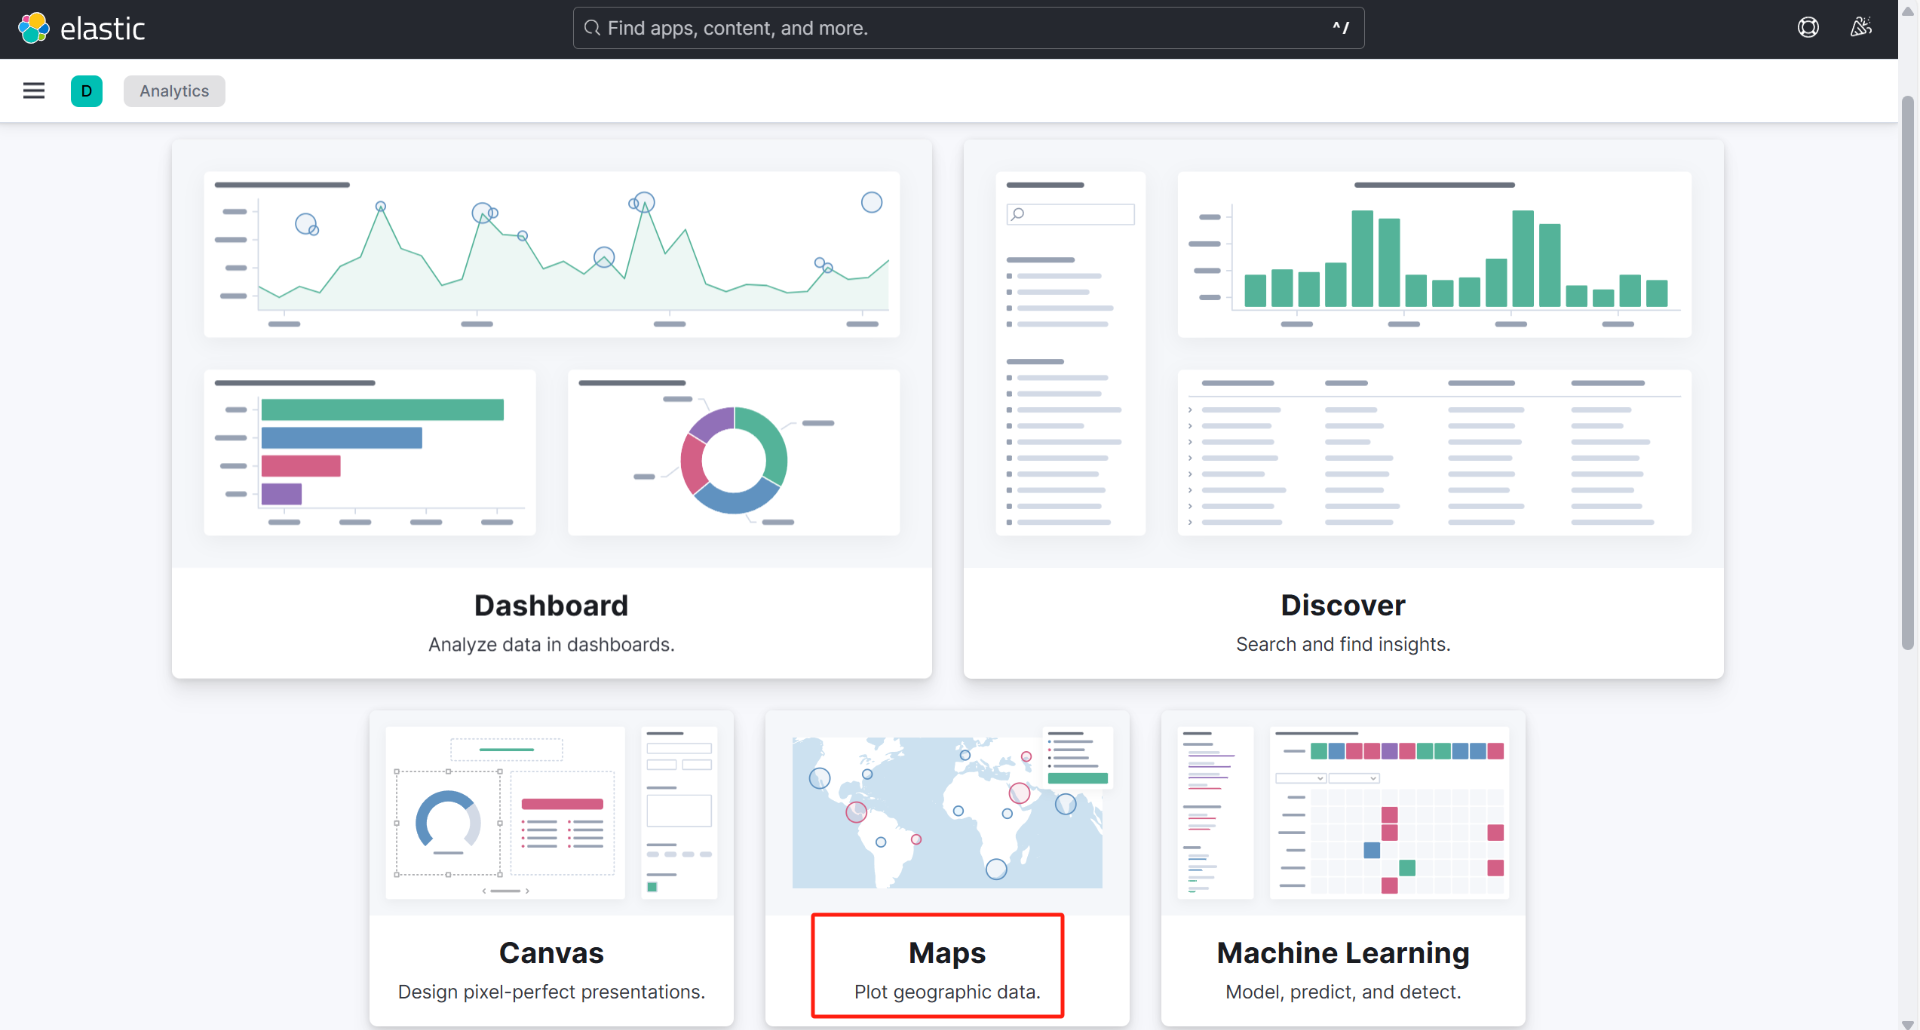 elastic
Find apps, content, and more.
^/
D
Analytics
Dashboard
Analyze data in dashboards.
Discover
Search and find insights.
Canvas
Design pixel-perfect presentations.
Maps
Plot geographic data.
Machine Learning
Model, predict, and detect.